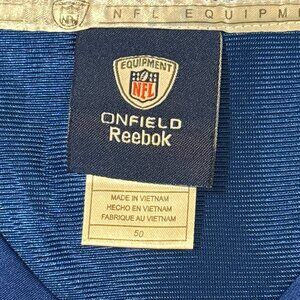 NFL EQUIPM
EQUIPMENT
NFL
ONFIELD
Reebok
MADE IN VIETNAM
HECHO EN VIETNAM
FABRIQUE AU VIETNAM
50